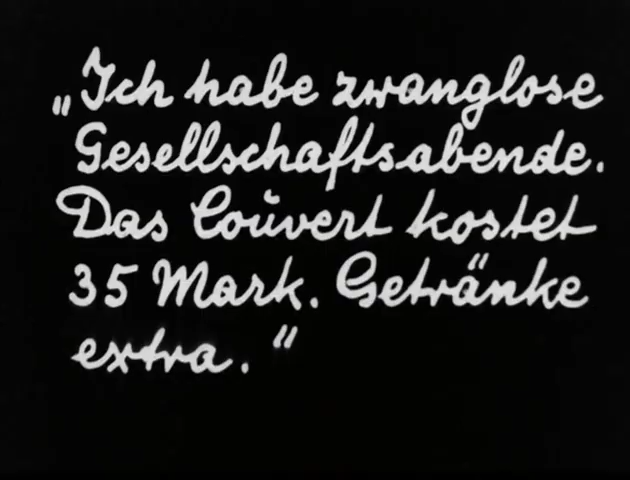 „Ich habe zwanglose
Gesellschaftsabende.
Das Couvert kostet
35 Mark. Getränke
extra.“